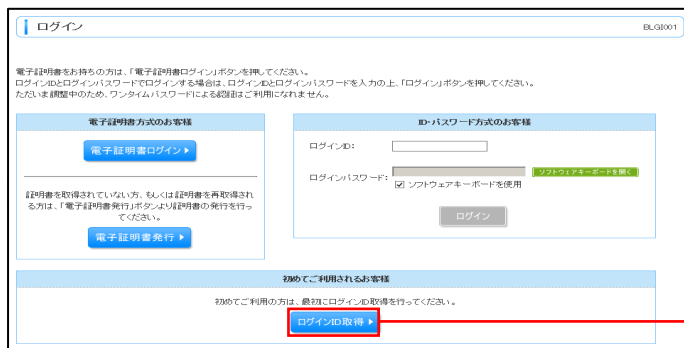 ログイン
BLGI001
電子証明書をお持ちの方は、「電子証明書ログイン」ボタンを押してください。
ログインIDとログインパスワードでログインする場合は、ログインIDとログインパスワードを入力の上、「ログイン」ボタンを押してください。
ただいま調整中のため、ワンタイムパスワードによる認証はご利用になれません。
電子証明書方式のお客様
電子証明書ログイン
証明書を取得されていない方、もしくは証明書を再取得され
る方は、「電子証明書発行」ボタンより証明書の発行を行っ
てください。
電子証明書発行
ID・パスワード方式のお客様
ログインID:
ログインパスワード:
ソフトウェアキーボードを開く
ソフトウェアキーボードを使用
ログイン
初めてご利用されるお客様
初めてご利用の方は、最初にログインID取得を行ってください。
ログインID取得